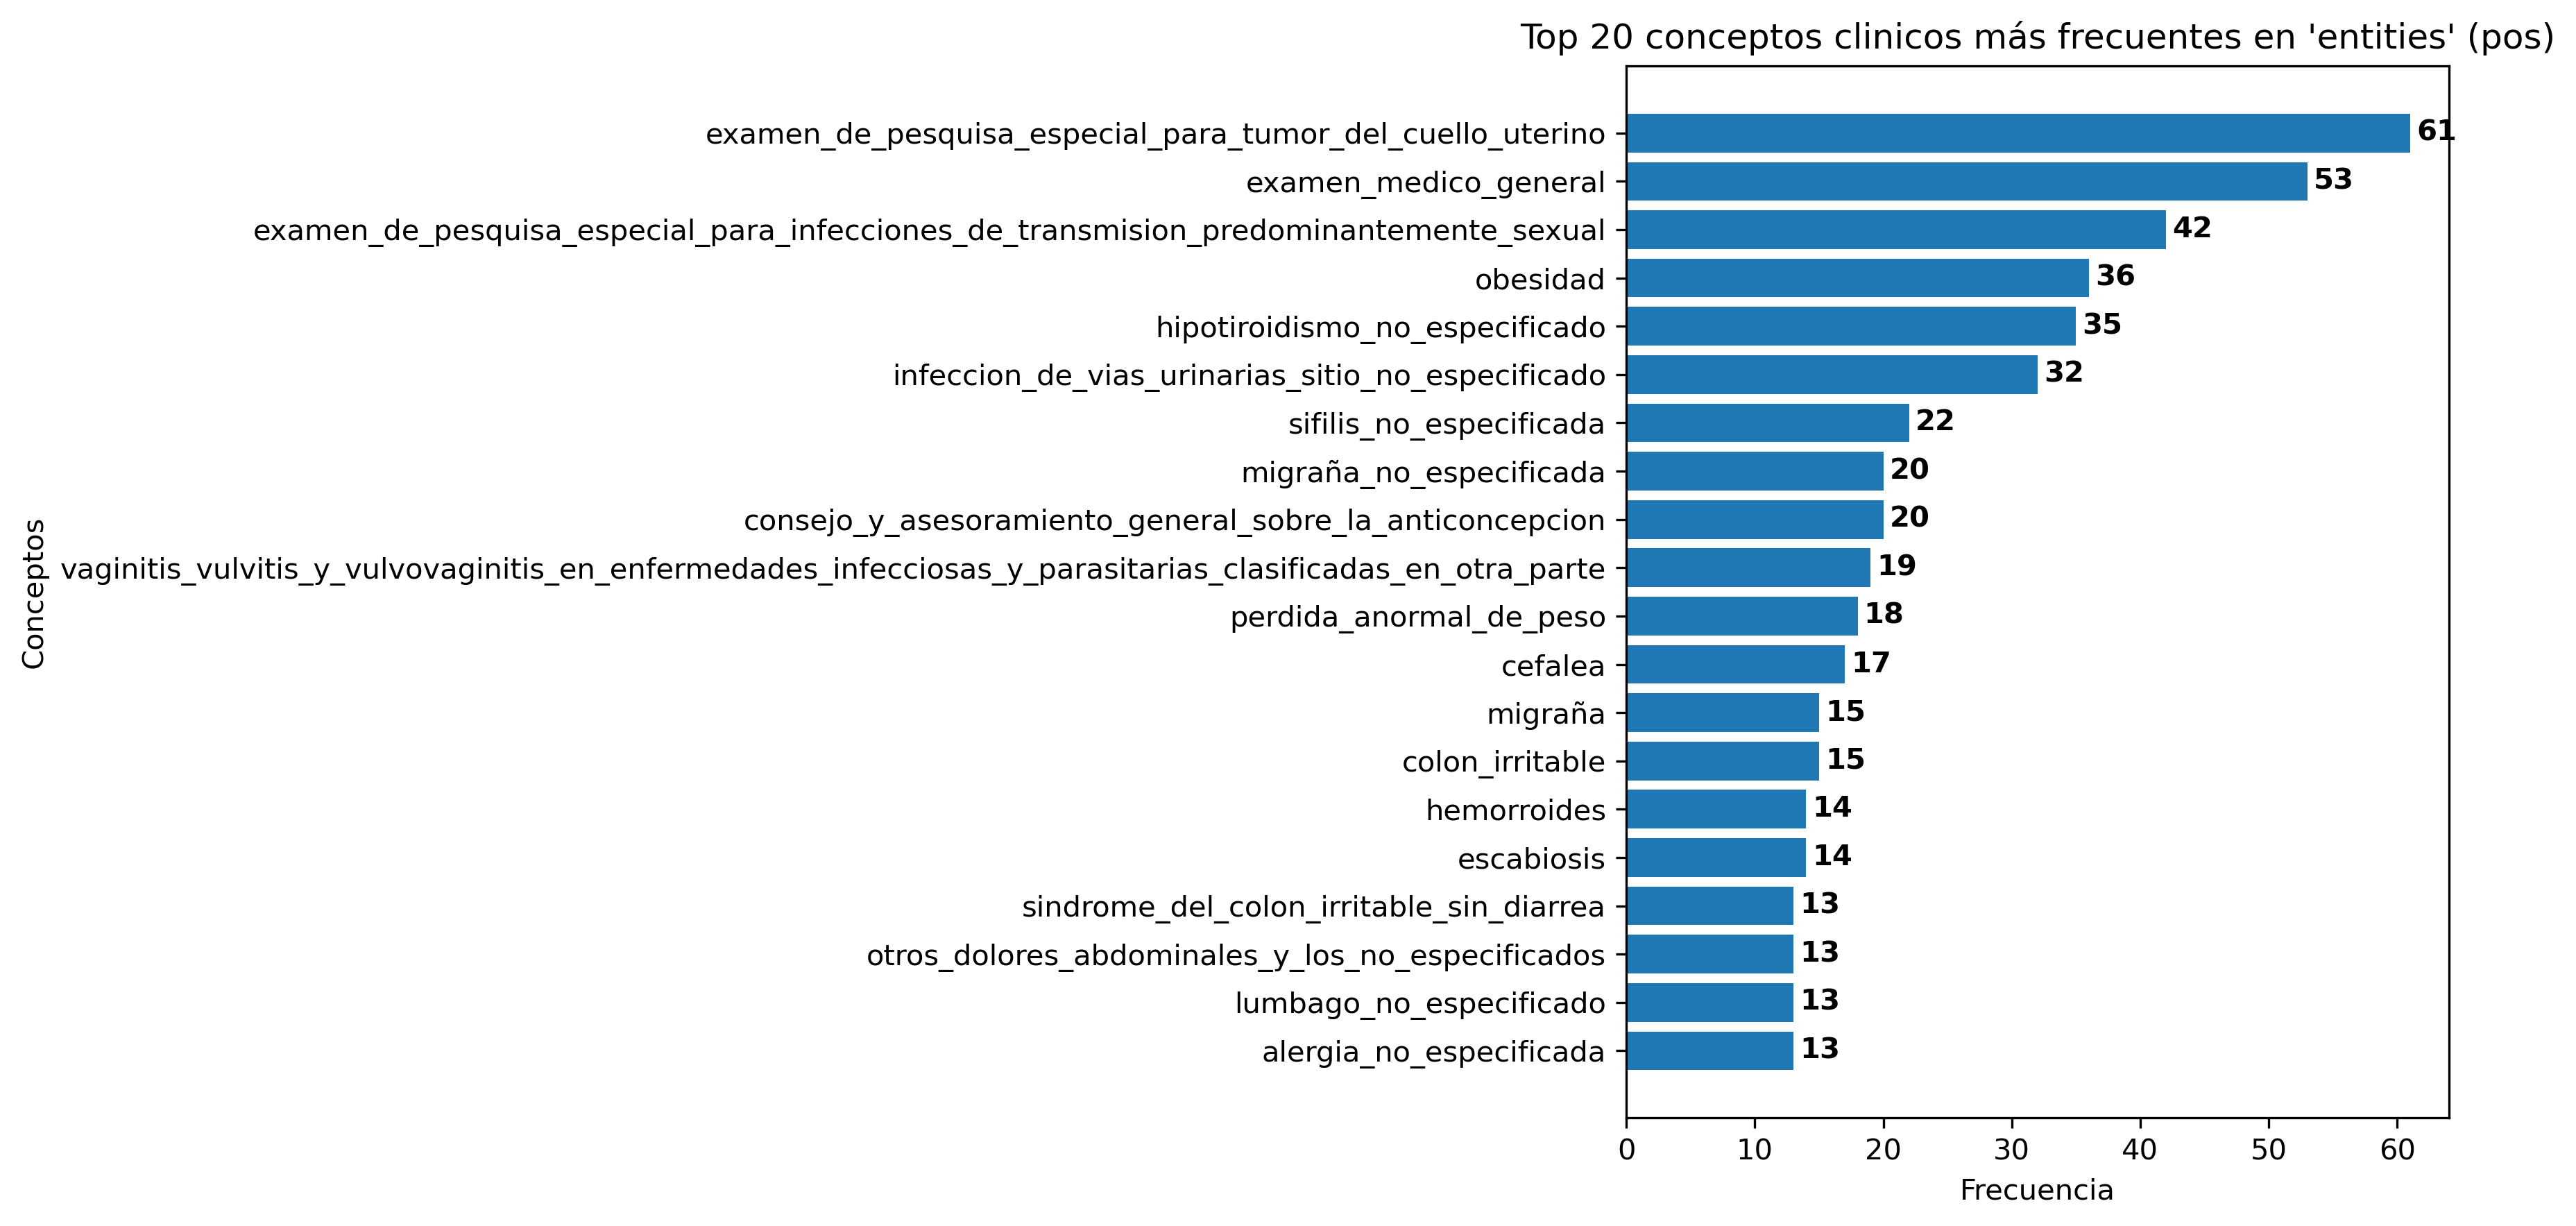 Top 20 conceptos clinicos más frecuentes en 'entities' (pos)
examen_de_pesquisa_especial_para_tumor_del_cuello_uterino 61
examen_medico_general 53
examen_de_pesquisa_especial_para_infecciones_de_transmision_predominantemente_sexual 42
obesidad 36
hipotiroidismo_no_especificado 35
infeccion_de_vias_urinarias_sitio_no_especificado 32
sifilis_no_especificada 22
migraña_no_especificada 20
consejo_y_asesoramiento_general_sobre_la_anticoncepcion 20
vaginitis_vulvitis_y_vulvovaginitis_en_enfermedades_infecciosas_y_parasitarias_clasificadas_en_otra_parte 19
perdida_anormal_de_peso 18
cefalea 17
migraña 15
colon_irritable 15
hemorroides 14
escabiosis 14
sindrome_del_colon_irritable_sin_diarrea 13
otros_dolores_abdominales_y_los_no_especificados 13
lumbago_no_especificado 13
alergia_no_especificada 13
Conceptos
0 10 20 30 40 50 60
Frecuencia